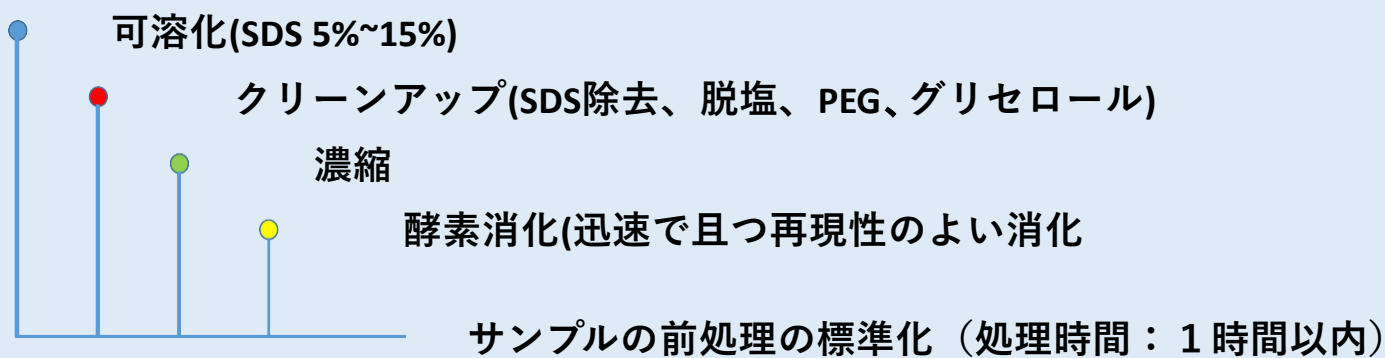 可溶化(SDS 5%~15%)
クリーンアップ(SDS除去、脱塩、PEG、グリセロール)
濃縮
酵素消化(迅速で且つ再現性のよい消化
サンプルの前処理の標準化（処理時間：１時間以内）